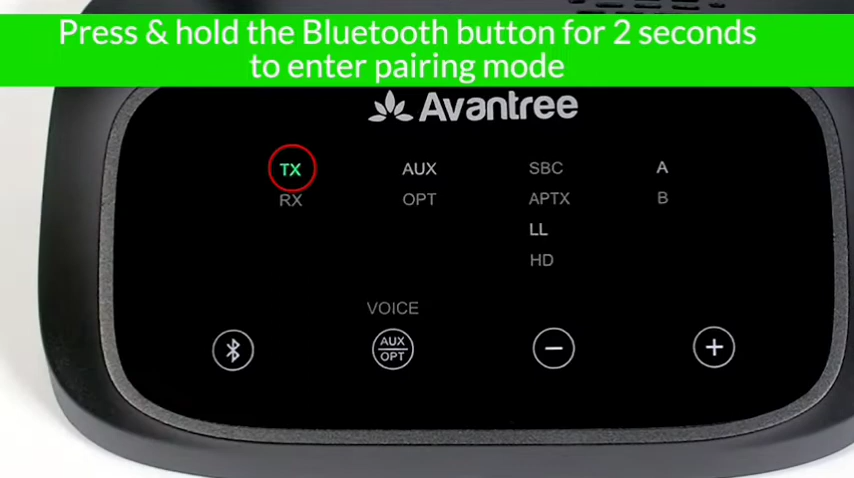 Press & hold the Bluetooth button for 2 seconds
to enter pairing mode
Avantree
TX AUX SBC A
RX OPT APTX B
LL
HD
VOICE
AUX
OPT